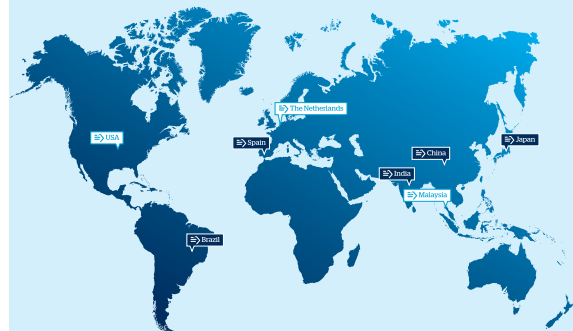 The Netherlands
USA
Spain
Japan
China
India
Malaysia
Brazil